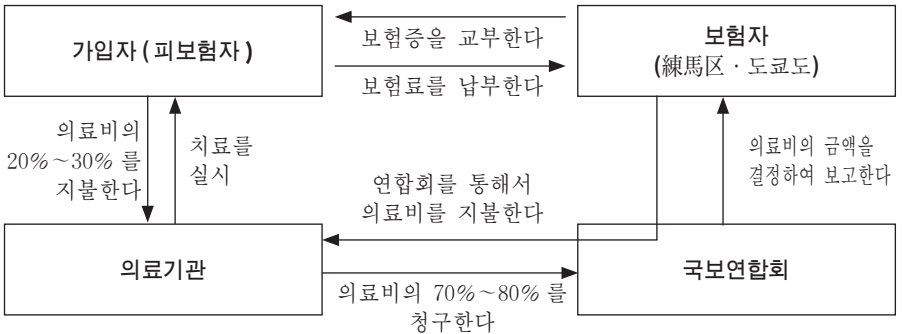 가입자 ( 피보험자 )
보험증을 교부한다
보험료를 납부한다
보험자
(練馬区 · 도쿄도)
의료비의
20%~30% 를
지불한다
치료를
실시
연합회를 통해서
의료비를 지불한다
의료비의 금액을
결정하여 보고한다
의료기관
의료비의 70%~80% 를
청구한다
국보연합회